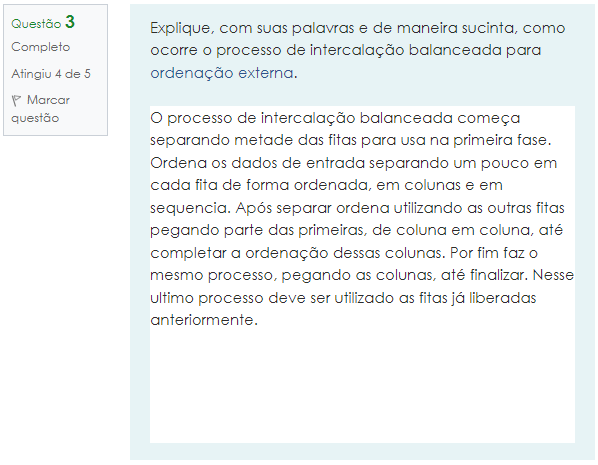 Questão 3
Completo
Atingiu 4 de 5
Marcar
questão
Explique, com suas palavras e de maneira sucinta, como
ocorre o processo de intercalação balanceada para
ordenação externa.
O processo de intercalação balanceada começa
separando metade das fitas para usa na primeira fase.
Ordena os dados de entrada separando um pouco em
cada fita de forma ordenada, em colunas e em
sequencia. Após separar ordena utilizando as outras fitas
pegando parte das primeiras, de coluna em coluna, até
completar a ordenação dessas colunas. Por fim faz o
mesmo processo, pegando as colunas, até finalizar. Nesse
ultimo processo deve ser utilizado as fitas já liberadas
anteriormente.